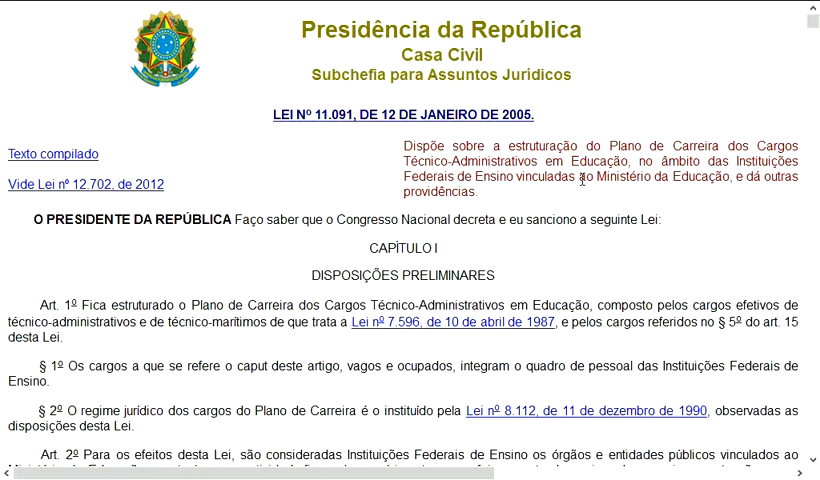 Presidência da República
Casa Civil
Subchefia para Assuntos Jurídicos
LEI Nº 11.091, DE 12 DE JANEIRO DE 2005.
Texto compilado
Vide Lei nº 12.702, de 2012
Dispõe sobre a estruturação do Plano de Carreira dos Cargos
Técnico-Administrativos em Educação, no âmbito das Instituições
Federais de Ensino vinculadas ao Ministério da Educação, e dá outras
providências.
O PRESIDENTE DA REPÚBLICA Faço saber que o Congresso Nacional decreta e eu sanciono a seguinte Lei:
CAPÍTULO I
DISPOSIÇÕES PRELIMINARES
Art. 1º Fica estruturado o Plano de Carreira dos Cargos Técnico-Administrativos em Educação, composto pelos cargos efetivos de
técnico-administrativos e de técnico-marítimos de que trata a Lei nº 7.596, de 10 de abril de 1987, e pelos cargos referidos no § 5º do art. 15
desta Lei.
§ 1º Os cargos a que se refere o caput deste artigo, vagos e ocupados, integram o quadro de pessoal das Instituições Federais de
Ensino.
§ 2º O regime jurídico dos cargos do Plano de Carreira é o instituído pela Lei nº 8.112, de 11 de dezembro de 1990, observadas as
disposições desta Lei.
Art. 2º Para os efeitos desta Lei, são consideradas Instituições Federais de Ensino os órgãos e entidades públicos vinculados ao